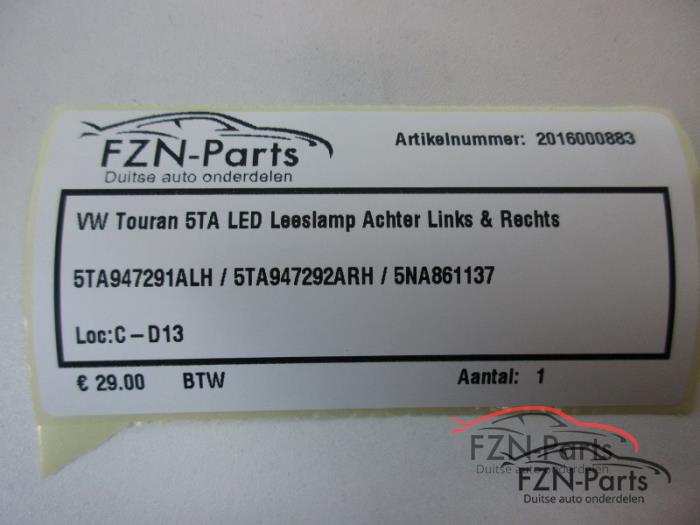 FZN-Parts
Duitse auto onderdelen
Artikelnummer: 2016000883
VW Touran 5TA LED Leeslamp Achter Links & Rechts
5TA947291ALH / 5TA947292ARH / 5NA861137
Loc:C-D13
€ 29.00 BTW
Aantal: 1
FZN-Parts
Duitse auto onderdelen
FZN-Parts
Duitse auto onderdelen